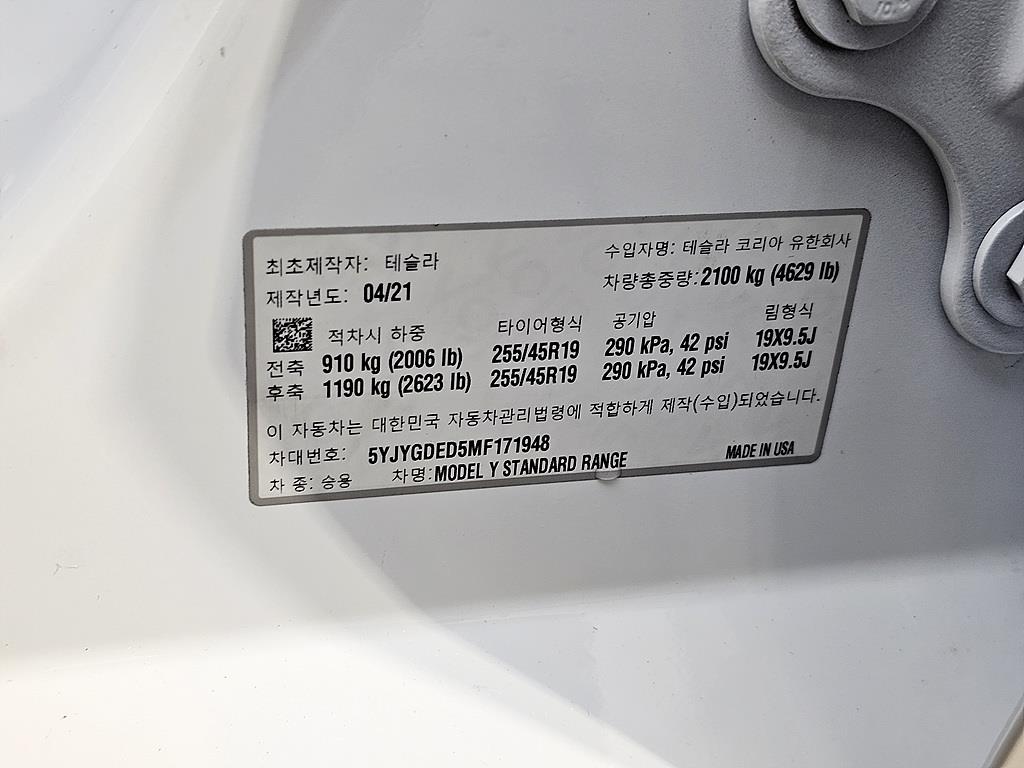 최초제작자: 테슬라 수입자명: 테슬라 코리아 유한회사
제작년도: 04/21 차량총중량: 2100 kg (4629 lb)
적차시 하중 타이어형식 공기압 림형식
전축 910 kg (2006 lb) 255/45R19 290 kPa, 42 psi 19X9.5J
후축 1190 kg (2623 lb) 255/45R19 290 kPa, 42 psi 19X9.5J
이 자동차는 대한민국 자동차관리법령에 적합하게 제작(수입)되었습니다.
차대번호: 5YJYGDED5MF171948
차 종: 승용 차명: MODEL Y STANDARD RANGE MADE IN USA